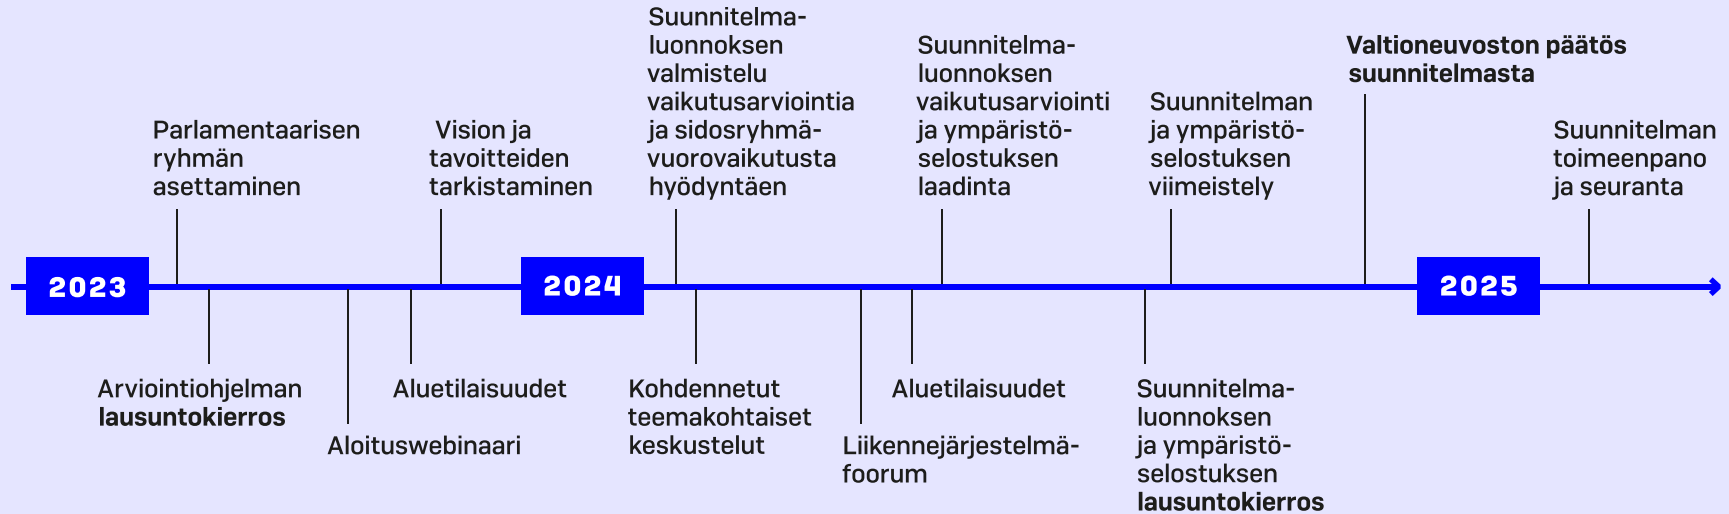 Suunnitelma-
luonnoksen
valmistelu
vaikutusarviointia
ja sidosryhmä-
vuorovaikutusta
hyödyntäen
Suunnitelma-
luonnoksen
vaikutusarviointi
ja ympäristö-
selostuksen
laadinta
Valtioneuvoston päätös
suunnitelmasta
Suunnitelman
ja ympäristö-
selostuksen
viimeistely
Parlamentaarisen
ryhmän
asettaminen
Vision ja
tavoitteiden
tarkistaminen
Suunnitelman
toimeenpano
ja seuranta
2023
2024
2025
Arviointiohjelman
lausuntokierros
Aloituswebinaari
Aluetilaisuudet
Kohdennetut
teemakohtaiset
keskustelut
Liikennejärjestelmä-
foorum
Aluetilaisuudet
Suunnitelma-
luonnoksen
ja ympäristö-
selostuksen
lausuntokierros